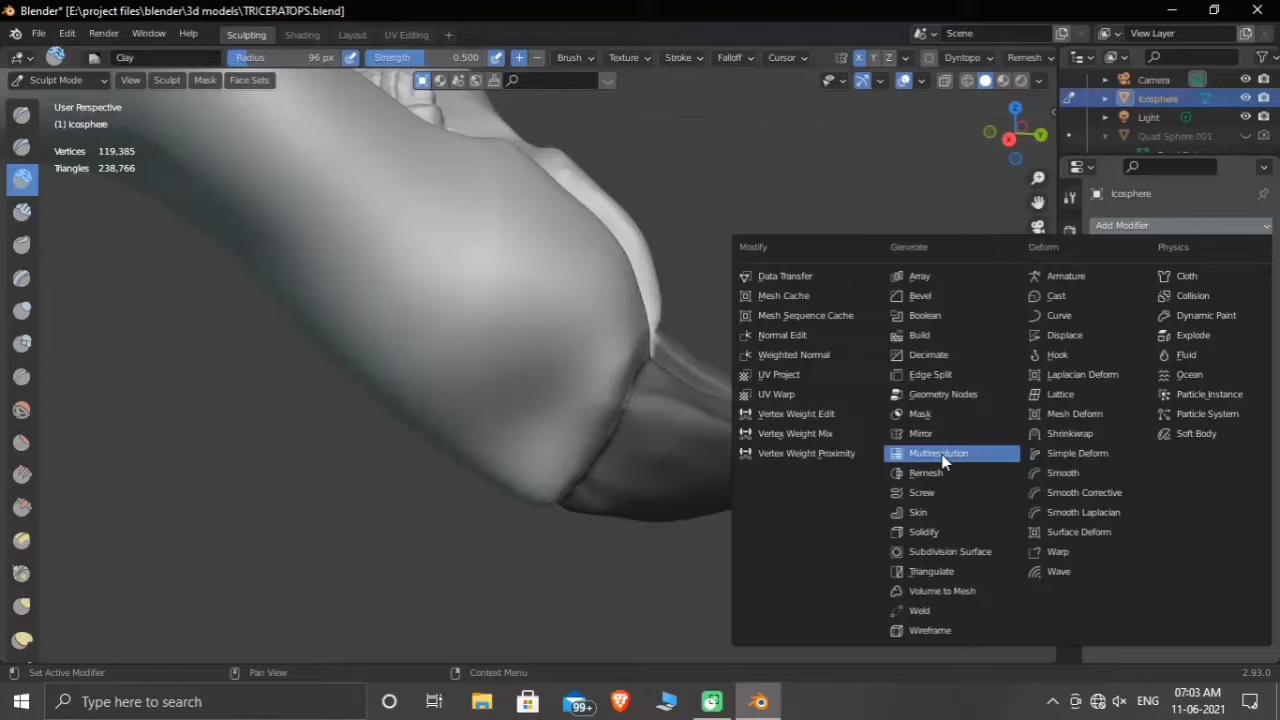 Blender* [E:\project files\blender\3d models\TRICERATOPS.blend]
File Edit Render Window Help Sculpting Shading Layout UV Editing + Scene View Layer
Clay Radius 96 px Strength 0.500 Brush Texture Stroke Falloff Cursor X Y Z Dyntopo Remesh
Sculpt Mode View Sculpt Mask Face Sets
Camera
Icosphere
Light
Quad Sphere.001
User Perspective
(1) Icosphere
Vertices 119,385
Triangles 238,766
Icosphere
Add Modifier
Modify Generate Deform Physics
Data Transfer Array Armature Cloth
Mesh Cache Bevel Cast Collision
Mesh Sequence Cache Boolean Curve Dynamic Paint
Normal Edit Build Displace Explode
Weighted Normal Decimate Hook Fluid
UV Project Edge Split Laplacian Deform Ocean
UV Warp Geometry Nodes Lattice Particle Instance
Vertex Weight Edit Mask Mesh Deform Particle System
Vertex Weight Mix Mirror Shrinkwrap Soft Body
Vertex Weight Proximity Multiresolution Simple Deform
Remesh Smooth
Screw Smooth Corrective
Skin Smooth Laplacian
Solidify Surface Deform
Subdivision Surface Warp
Triangulate Wave
Volume to Mesh
Weld
Wireframe
Set Active Modifier Pan View Context Menu 2.93.0
Type here to search 99+ ENG 07:03 AM
11-06-2021